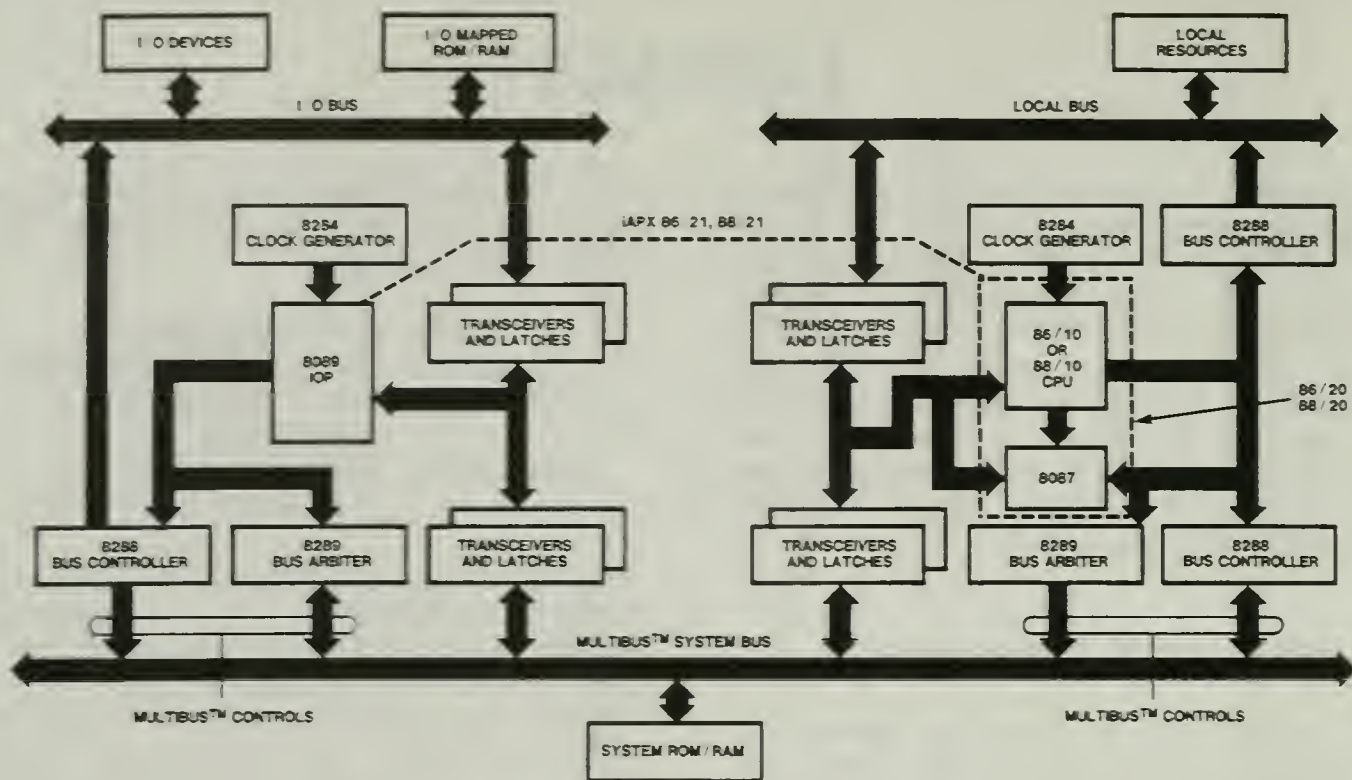 I/O DEVICES
I/O MAPPED
ROM/RAM
LOCAL
RESOURCES
I/O BUS
LOCAL BUS
8284
CLOCK GENERATOR
iAPX 86/21, 88/21
8284
CLOCK GENERATOR
8288
BUS CONTROLLER
8089
IOP
TRANSCEIVERS
AND LATCHES
TRANSCEIVERS
AND LATCHES
86/10
OR
88/10
CPU
86/20
88/20
8087
8288
BUS CONTROLLER
8289
BUS ARBITER
TRANSCEIVERS
AND LATCHES
TRANSCEIVERS
AND LATCHES
8289
BUS ARBITER
8288
BUS CONTROLLER
MULTIBUS™ SYSTEM BUS
MULTIBUS™ CONTROLS
MULTIBUS™ CONTROLS
SYSTEM ROM/RAM